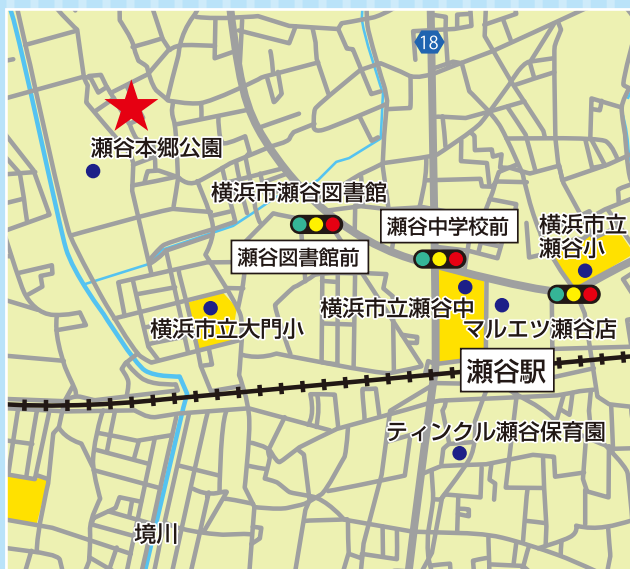 18
瀬谷本郷公園
横浜市瀬谷図書館
瀬谷中学校前
横浜市立
瀬谷小
瀬谷図書館前
横浜市立瀬谷中
横浜市立大門小
マルエツ瀬谷店
瀬谷駅
ティンクル瀬谷保育園
境川